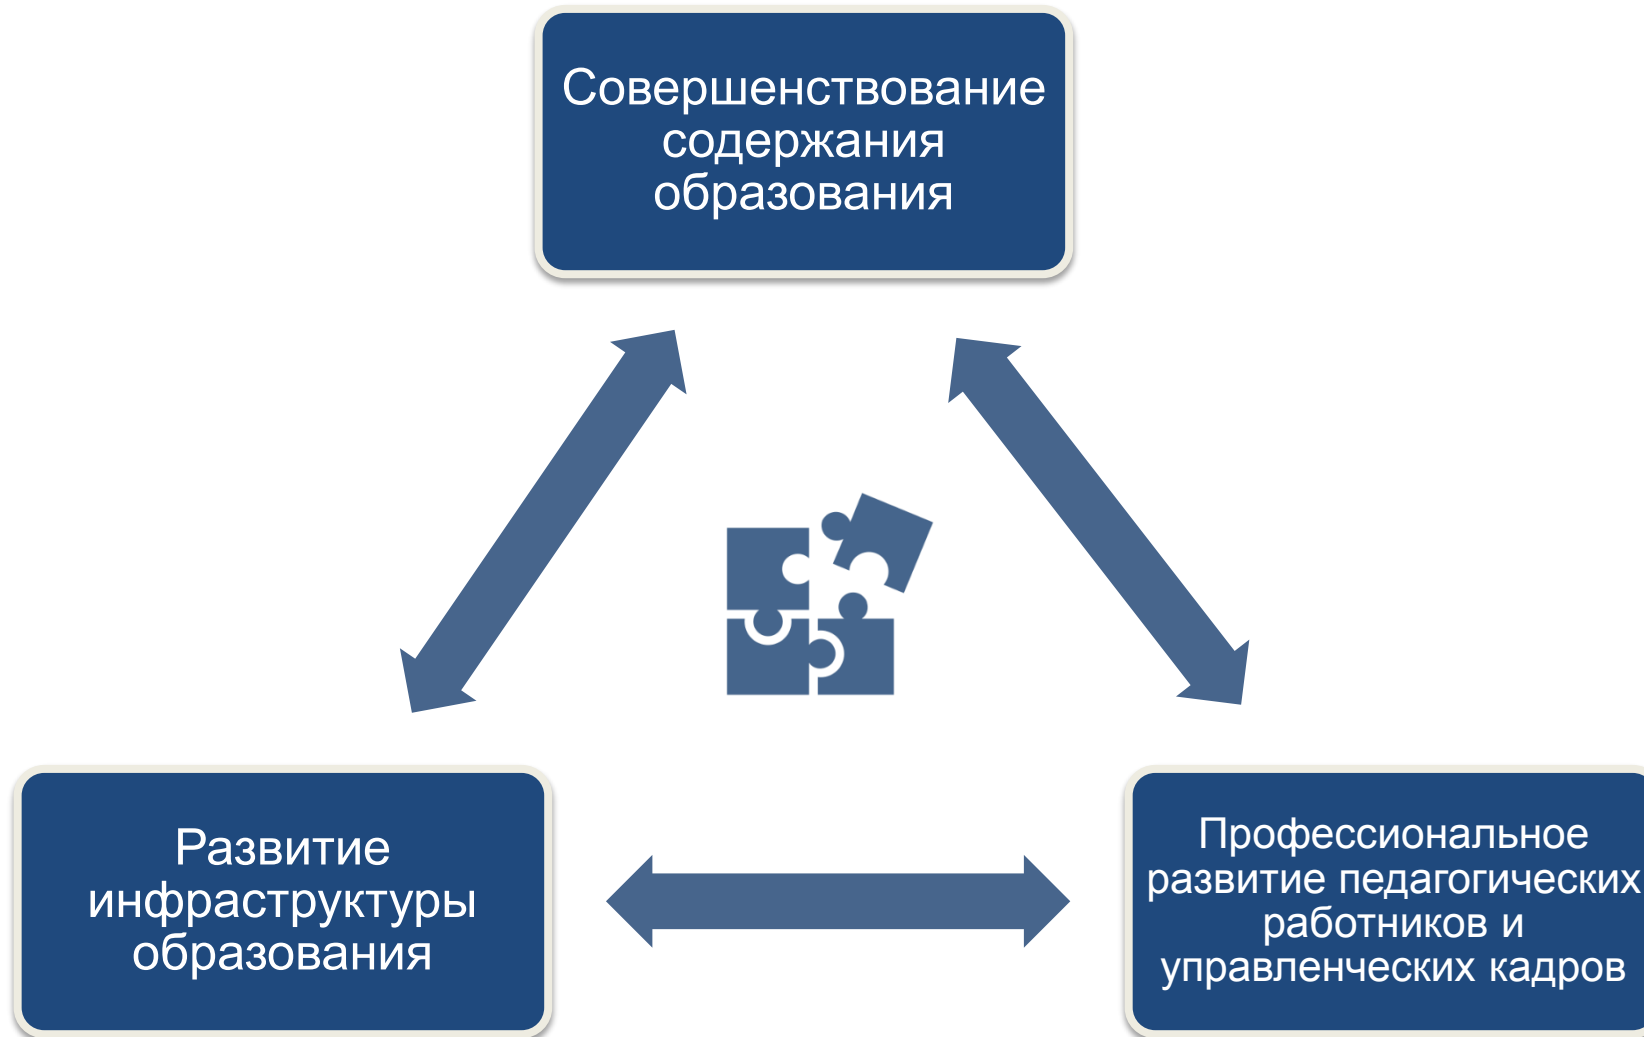 Совершенствование
содержания
образования
Развитие
инфраструктуры
образования
Профессиональное
развитие педагогических
работников и
управленческих кадров